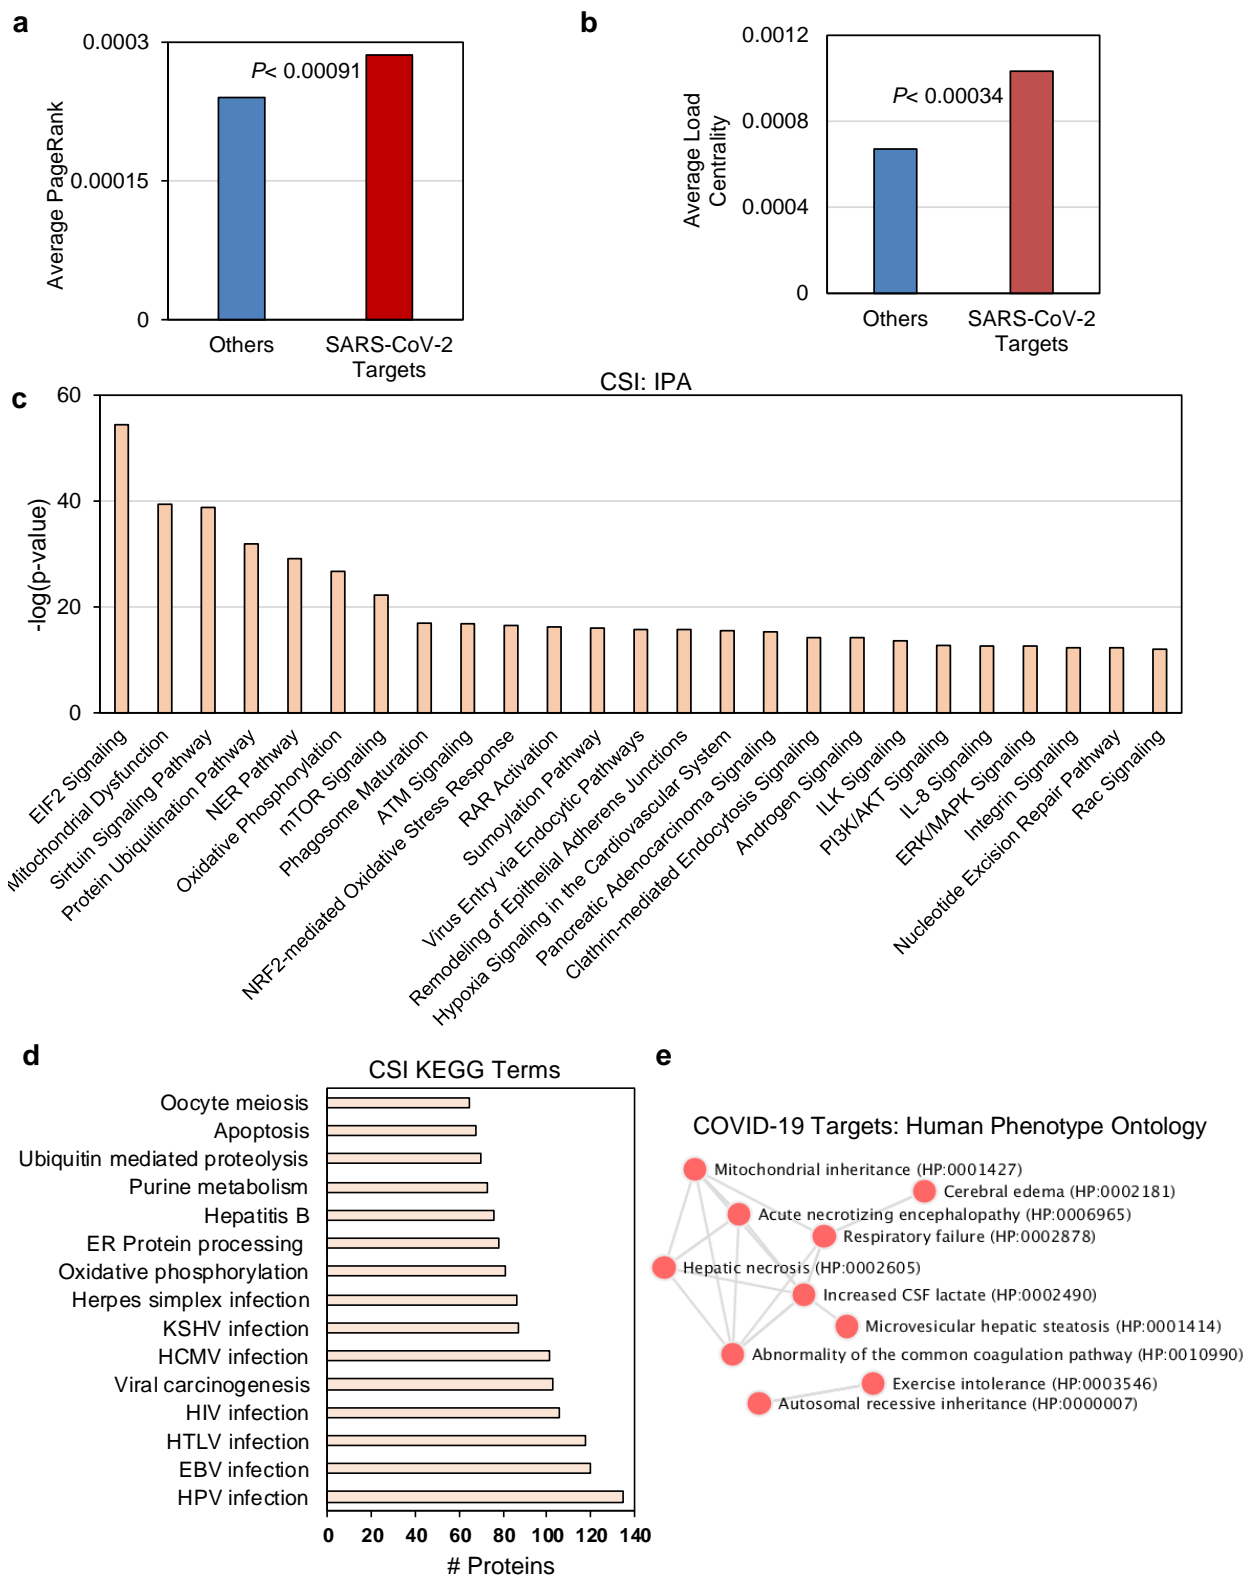 a
0.0003
0.00015
0
Average PageRank
P< 0.00091
Others
SARS-CoV-2
Targets
b
0.0012
0.0008
0.0004
0
Average Load
Centrality
P< 0.00034
Others
SARS-CoV-2
Targets
c
CSI: IPA
60
40
20
0
-log(p-value)
EIF2 Signaling
Mitochondrial Dysfunction
Sirtuin Signaling Pathway
Protein Ubiquitination Pathway
NER Pathway
Oxidative Phosphorylation
mTOR Signaling
Phagosome Maturation
ATM Signaling
NRF2-mediated Oxidative Stress Response
RAR Activation
Sumoylation Pathway
Virus Entry via Endocytic Pathways
Remodeling of Epithelial Adherens Junctions
Hypoxia Signaling in the Cardiovascular System
Pancreatic Adenocarcinoma Signaling
Clathrin-mediated Endocytosis Signaling
Androgen Signaling
ILK Signaling
PI3K/AKT Signaling
IL-8 Signaling
ERK/MAPK Signaling
Integrin Signaling
Nucleotide Excision Repair Pathway
Rac Signaling
d
CSI KEGG Terms
Oocyte meiosis
Apoptosis
Ubiquitin mediated proteolysis
Purine metabolism
Hepatitis B
ER Protein processing
Oxidative phosphorylation
Herpes simplex infection
KSHV infection
HCMV infection
Viral carcinogenesis
HIV infection
HTLV infection
EBV infection
HPV infection
0 20 40 60 80 100 120 140
# Proteins
e
COVID-19 Targets: Human Phenotype Ontology
Mitochondrial inheritance (HP:0001427)
Cerebral edema (HP:0002181)
Acute necrotizing encephalopathy (HP:0006965)
Respiratory failure (HP:0002878)
Hepatic necrosis (HP:0002605)
Increased CSF lactate (HP:0002490)
Microvesicular hepatic steatosis (HP:0001414)
Abnormality of the common coagulation pathway (HP:0010990)
Exercise intolerance (HP:0003546)
Autosomal recessive inheritance (HP:0000007)